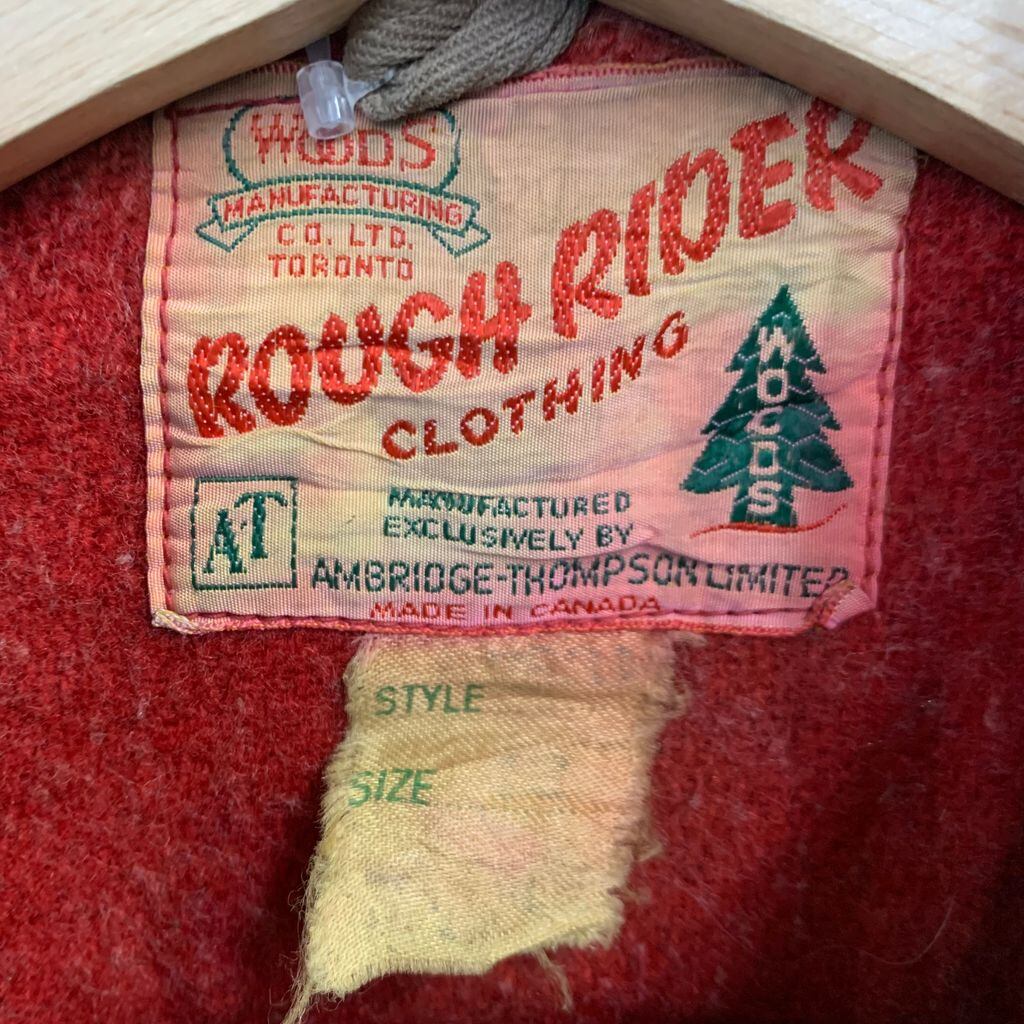 WOODS
MANUFACTURING
CO. LTD.
TORONTO
ROUGH RIDER
CLOTHING
WOODS
AT
MANUFACTURED
EXCLUSIVELY BY
AMBRIDGE-THOMPSON LIMITED
MADE IN CANADA
STYLE
SIZE